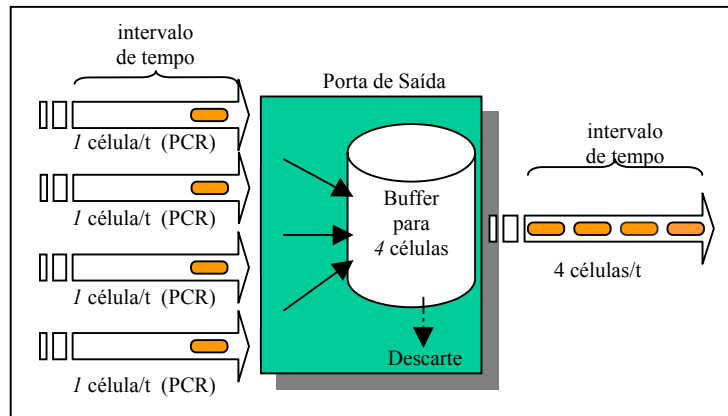 intervalo
de tempo
1 célula/t (PCR)
1 célula/t (PCR)
1 célula/t (PCR)
1 célula/t (PCR)
Porta de Saída
Buffer
para
4 células
Descarte
intervalo
de tempo
4 células/t